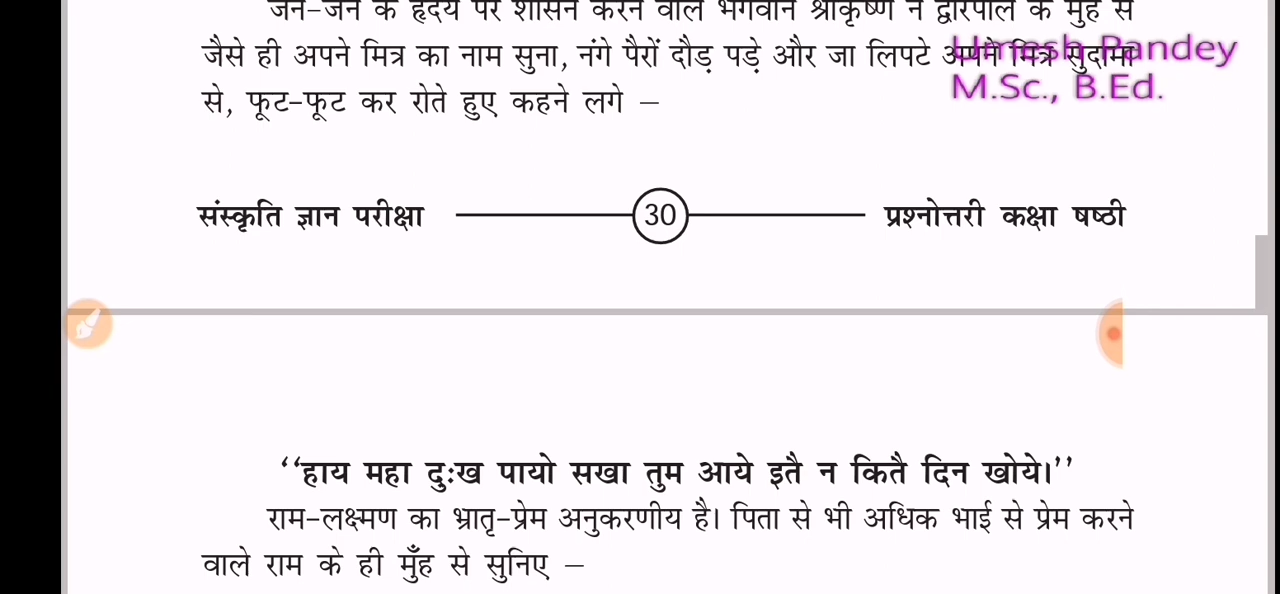 जन-जन के हृदय पर शासन करने वाले भगवान श्रीकृष्ण ने द्वारपाल के मुँह से
जैसे ही अपने मित्र का नाम सुना, नंगे पैरों दौड़ पड़े और जा लिपटे अपने मित्र सुदामा
Umesh Pandey
से, फूट-फूट कर रोते हुए कहने लगे –
M.Sc., B.Ed.
संस्कृति ज्ञान परीक्षा 30 प्रश्नोत्तरी कक्षा षष्ठी
‘‘हाय महा दुःख पायो सखा तुम आये इतै न कितै दिन खोये।’’
राम-लक्ष्मण का भ्रातृ-प्रेम अनुकरणीय है। पिता से भी अधिक भाई से प्रेम करने
वाले राम के ही मुँह से सुनिए –